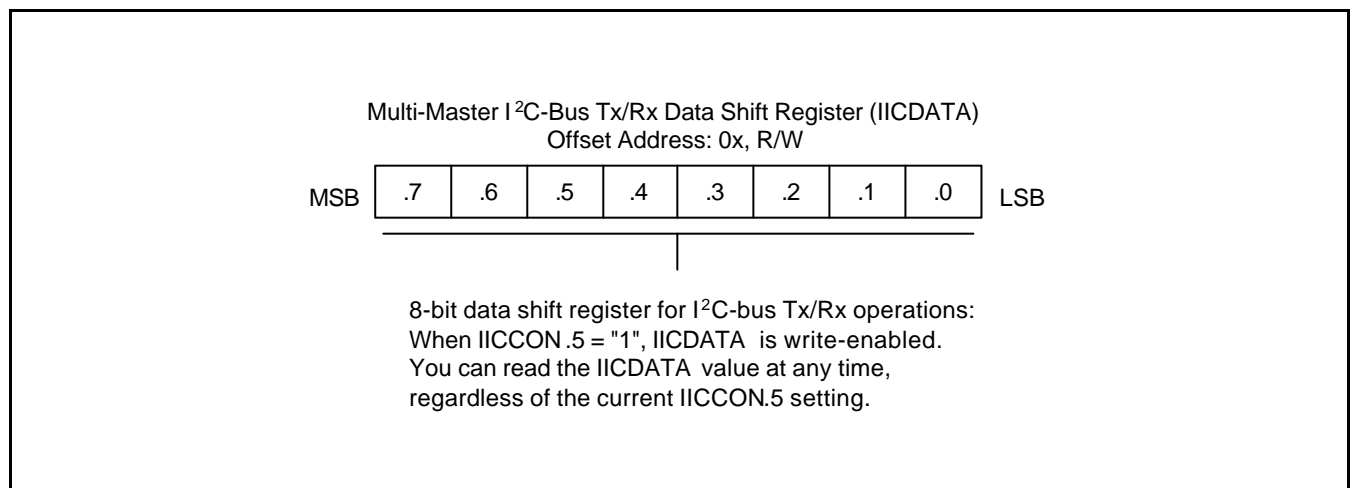 Multi-Master I²C-Bus Tx/Rx Data Shift Register (IICDATA)
Offset Address: 0x, R/W
MSB .7 .6 .5 .4 .3 .2 .1 .0 LSB
8-bit data shift register for I²C-bus Tx/Rx operations:
When IICCON.5 = "1", IICDATA is write-enabled.
You can read the IICDATA value at any time,
regardless of the current IICCON.5 setting.